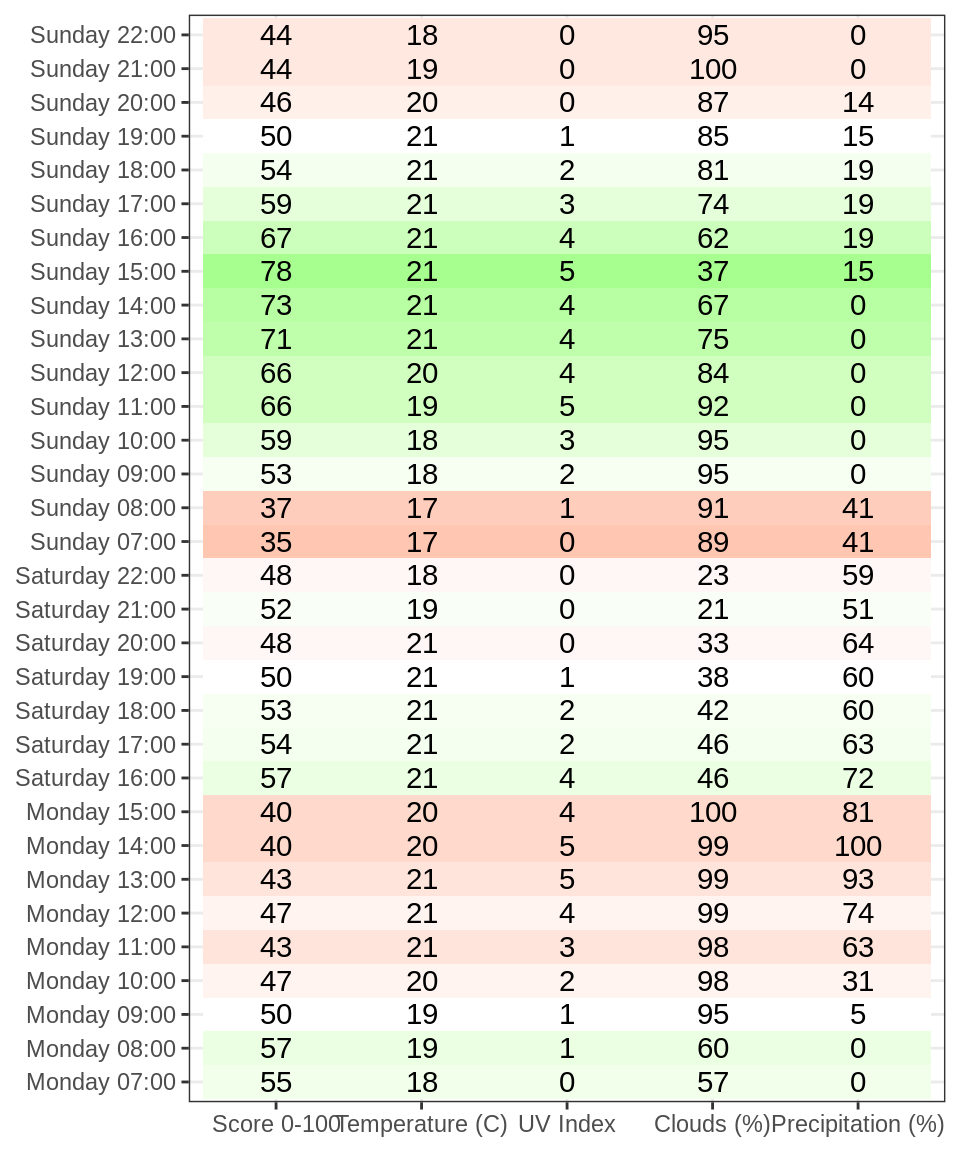 Sunday 22:00 44 18 0 95 0
Sunday 21:00 44 19 0 100 0
Sunday 20:00 46 20 0 87 14
Sunday 19:00 50 21 1 85 15
Sunday 18:00 54 21 2 81 19
Sunday 17:00 59 21 3 74 19
Sunday 16:00 67 21 4 62 19
Sunday 15:00 78 21 5 37 15
Sunday 14:00 73 21 4 67 0
Sunday 13:00 71 21 4 75 0
Sunday 12:00 66 20 4 84 0
Sunday 11:00 66 19 5 92 0
Sunday 10:00 59 18 3 95 0
Sunday 09:00 53 18 2 95 0
Sunday 08:00 37 17 1 91 41
Sunday 07:00 35 17 0 89 41
Saturday 22:00 48 18 0 23 59
Saturday 21:00 52 19 0 21 51
Saturday 20:00 48 21 0 33 64
Saturday 19:00 50 21 1 38 60
Saturday 18:00 53 21 2 42 60
Saturday 17:00 54 21 2 46 63
Saturday 16:00 57 21 4 46 72
Monday 15:00 40 20 4 100 81
Monday 14:00 40 20 5 99 100
Monday 13:00 43 21 5 99 93
Monday 12:00 47 21 4 99 74
Monday 11:00 43 21 3 98 63
Monday 10:00 47 20 2 98 31
Monday 09:00 50 19 1 95 5
Monday 08:00 57 19 1 60 0
Monday 07:00 55 18 0 57 0
Score 0-100 Temperature (C) UV Index Clouds (%) Precipitation (%)